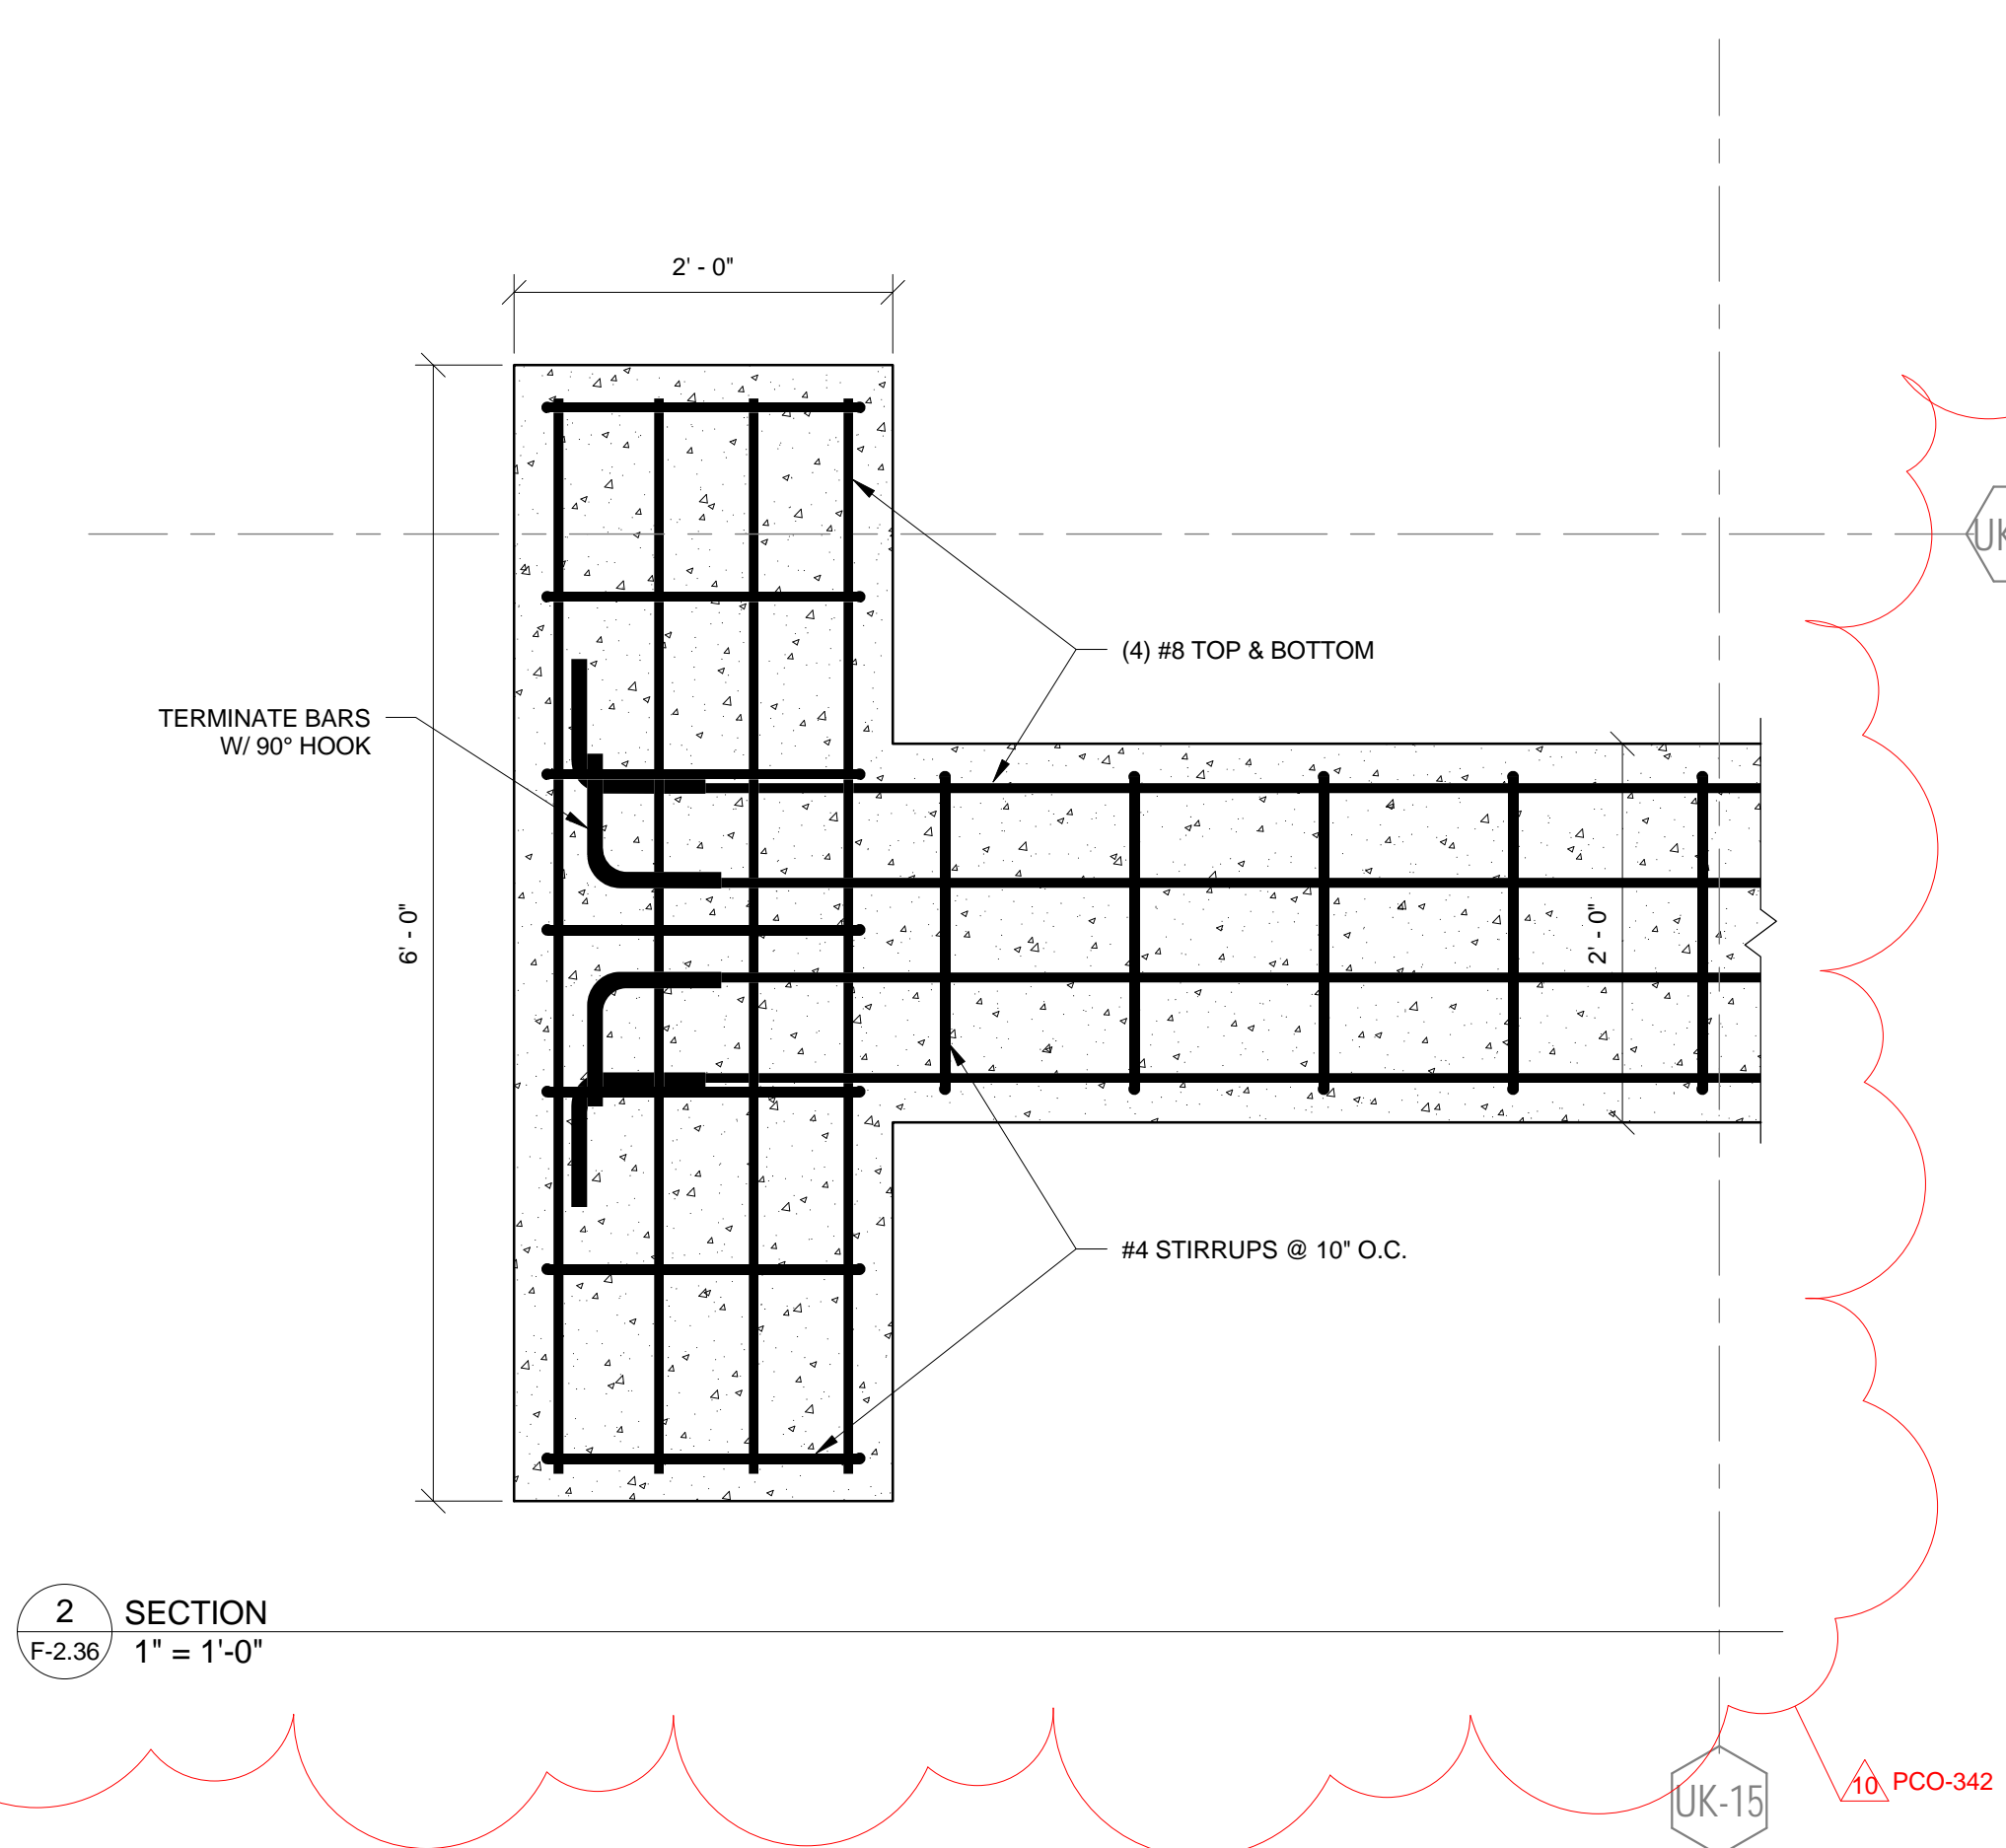 2' - 0"
UK
(4) #8 TOP & BOTTOM
TERMINATE BARS
W/ 90° HOOK
6' - 0"
2' - 0"
#4 STIRRUPS @ 10" O.C.
2
F-2.36
SECTION
1" = 1'-0"
10
PCO-342
UK-15